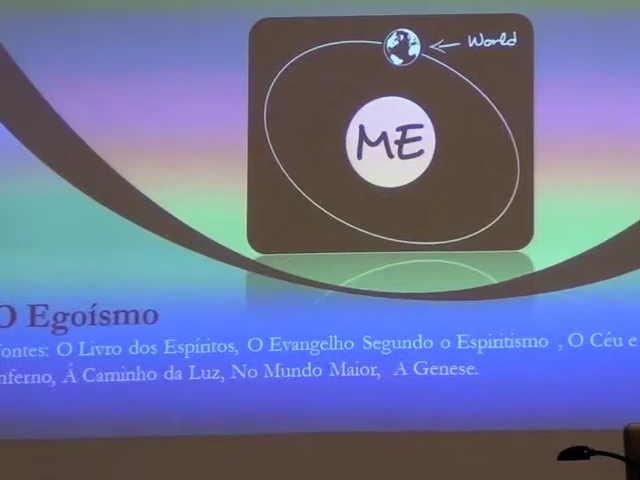 World
ME
O Egoísmo
Fontes: O Livro dos Espíritos, O Evangelho Segundo o Espiritismo , O Céu e
Inferno, Á Caminho da Luz, No Mundo Maior, A Genese.